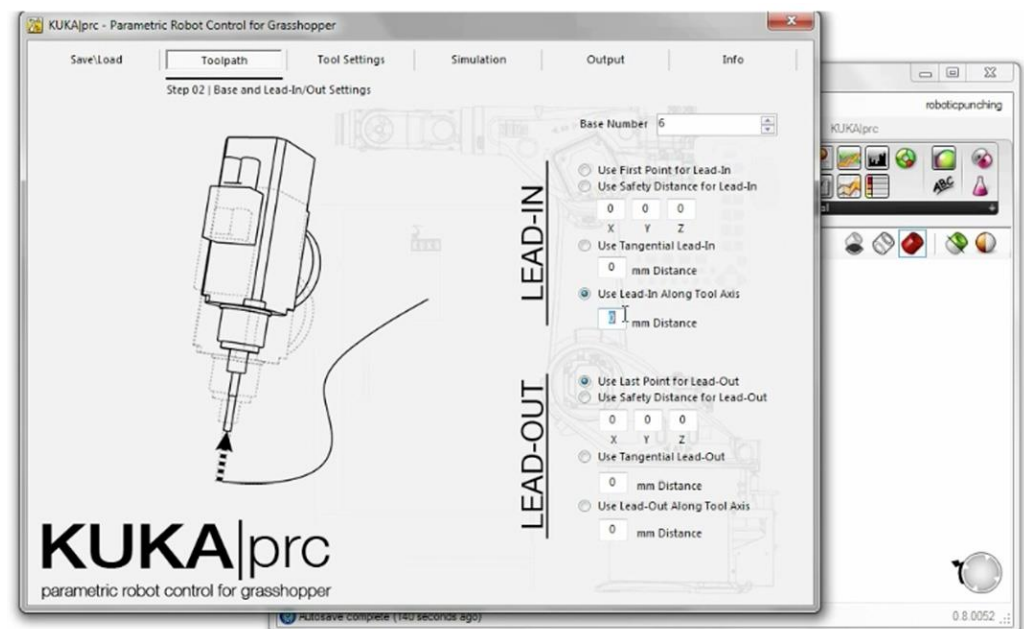 KUKA|prc - Parametric Robot Control for Grasshopper
Save\Load
Toolpath
Tool Settings
Simulation
Output
Info
Step 02 | Base and Lead-In/Out Settings
Base Number 6
LEAD-IN
Use First Point for Lead-In
Use Safety Distance for Lead-In
0 0 0
X Y Z
Use Tangential Lead-In
0 mm Distance
Use Lead-In Along Tool Axis
0 mm Distance
LEAD-OUT
Use Last Point for Lead-Out
Use Safety Distance for Lead-Out
0 0 0
X Y Z
Use Tangential Lead-Out
0 mm Distance
Use Lead-Out Along Tool Axis
0 mm Distance
KUKA|prc
parametric robot control for grasshopper
roboticpunching
KUKA|prc
ABC
Autosave complete (140 seconds ago)
0.8.0052